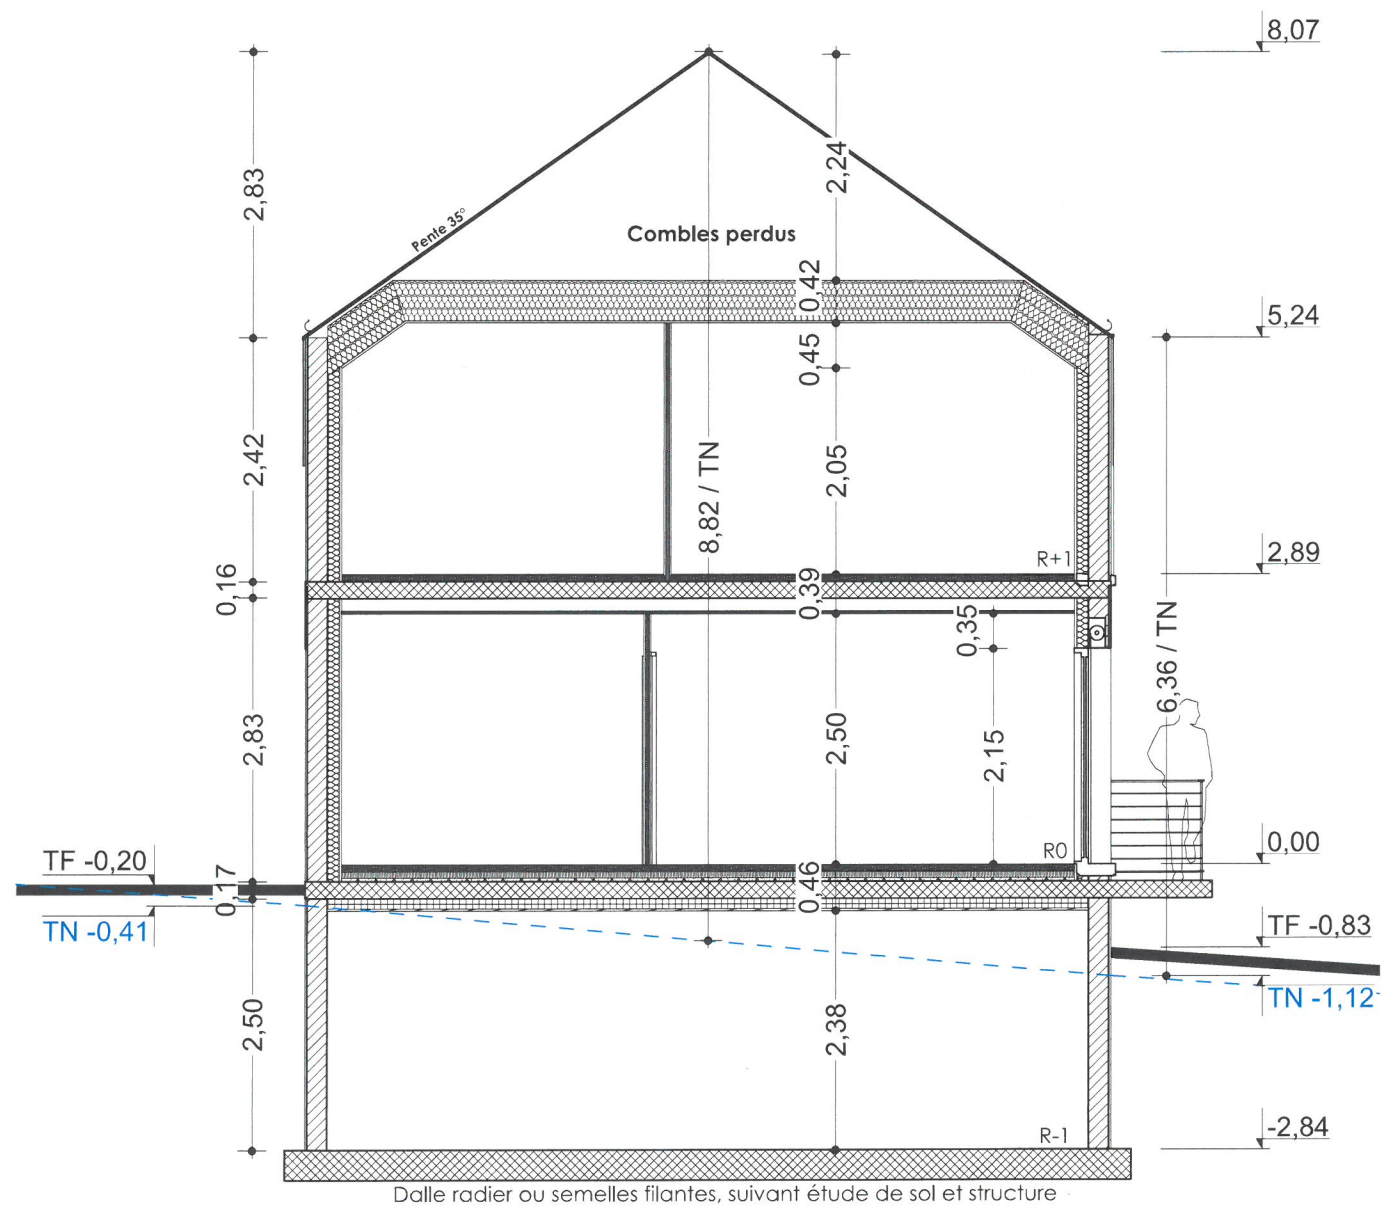 8,07
2,83
2,24
Pente 35°
Combles perdus
0,42
5,24
0,45
2,42
8,82 / TN
2,05
R+1
2,89
0,16
0,39
0,35
6,36 / TN
2,83
2,50
2,15
TF -0,20
R0
0,00
0,17
0,46
TN -0,41
TF -0,83
TN -1,12
2,50
2,38
R-1
-2,84
Dalle radier ou semelles filantes, suivant étude de sol et structure